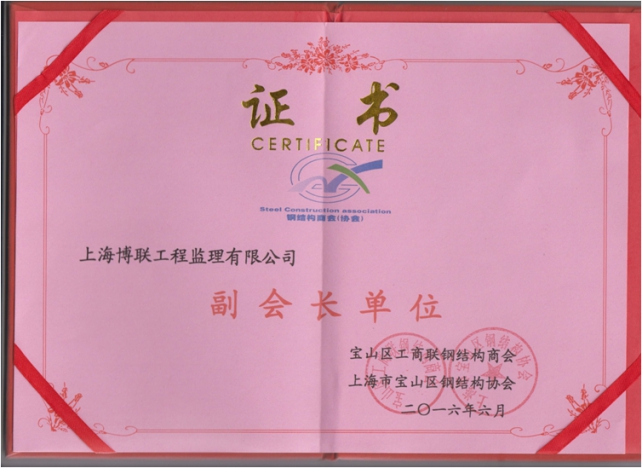 证书
CERTIFICATE
Steel Construction association
钢结构商会(协会)
上海博联工程监理有限公司
副会长单位
宝山区工商联钢结构商会
上海市宝山区钢结构协会
二〇一六年六月